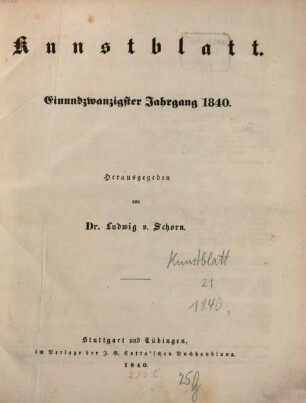 Kunstblatt.
Einundzwanzigster Jahrgang 1840.
Herausgegeben
von
Dr. Ludwig v. Schorn.
Kunstblatt
21
1840,
Stuttgart und Tübingen,
im Verlage der J. G. Cotta'schen Buchhandlung.
1840.